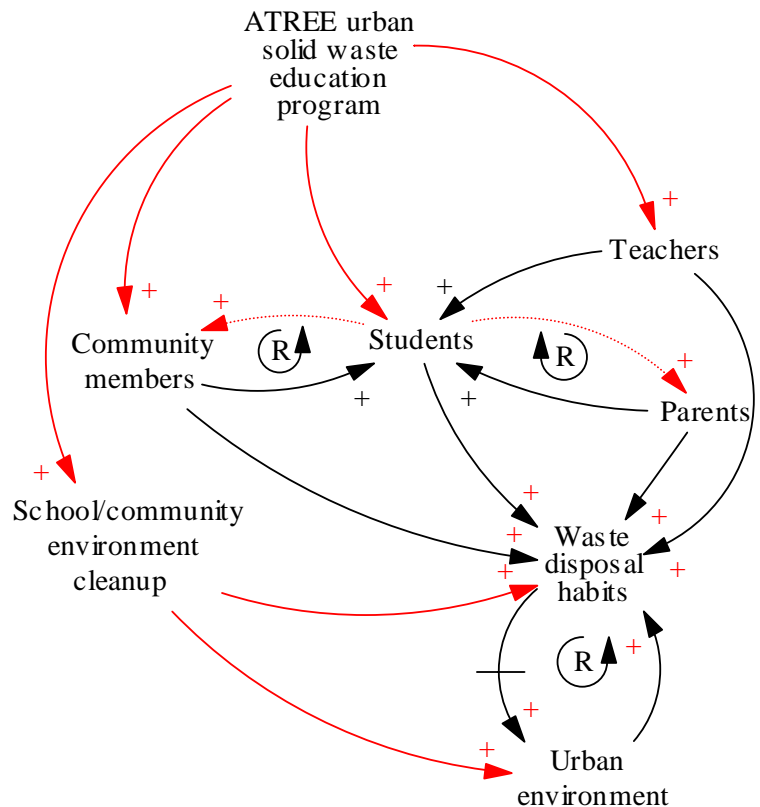 ATREE urban
solid waste
education
program
+
Teachers
+
+
+
+
Community
members
R
Students
R
+
Parents
+
+
+
School/community
environment
cleanup
+
+
+
+
+
Waste
disposal
habits
R
+
+
+
Urban
environment